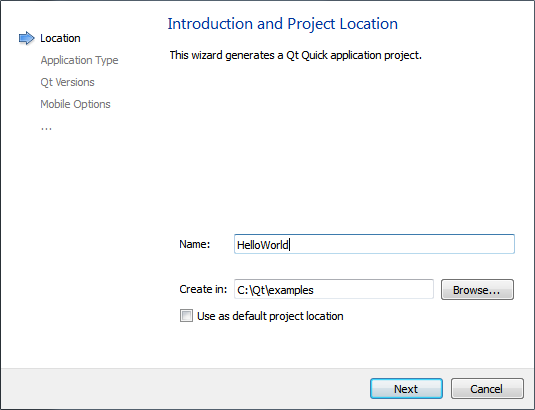 Introduction and Project Location
Location
Application Type
Qt Versions
Mobile Options
...
This wizard generates a Qt Quick application project.
Name: HelloWorld
Create in: C:\Qt\examples Browse...
Use as default project location
Next Cancel